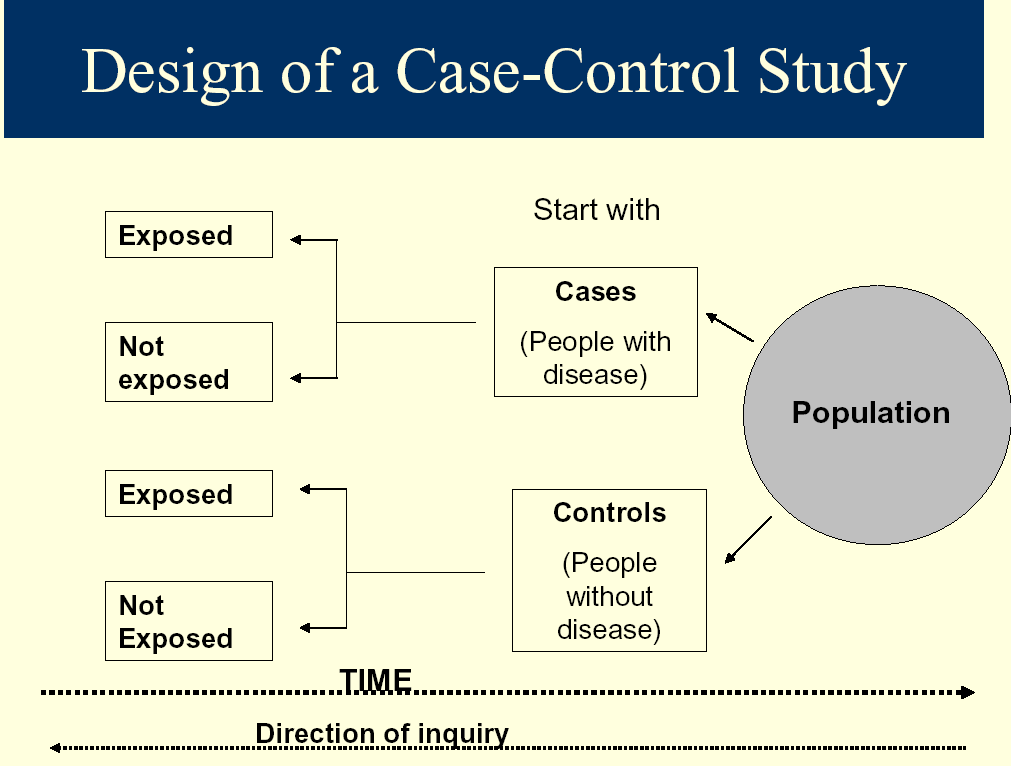 Design of a Case-Control Study
Start with
Exposed
Not
exposed
Cases
(People with
disease)
Population
Exposed
Not
Exposed
Controls
(People
without
disease)
TIME
Direction of inquiry